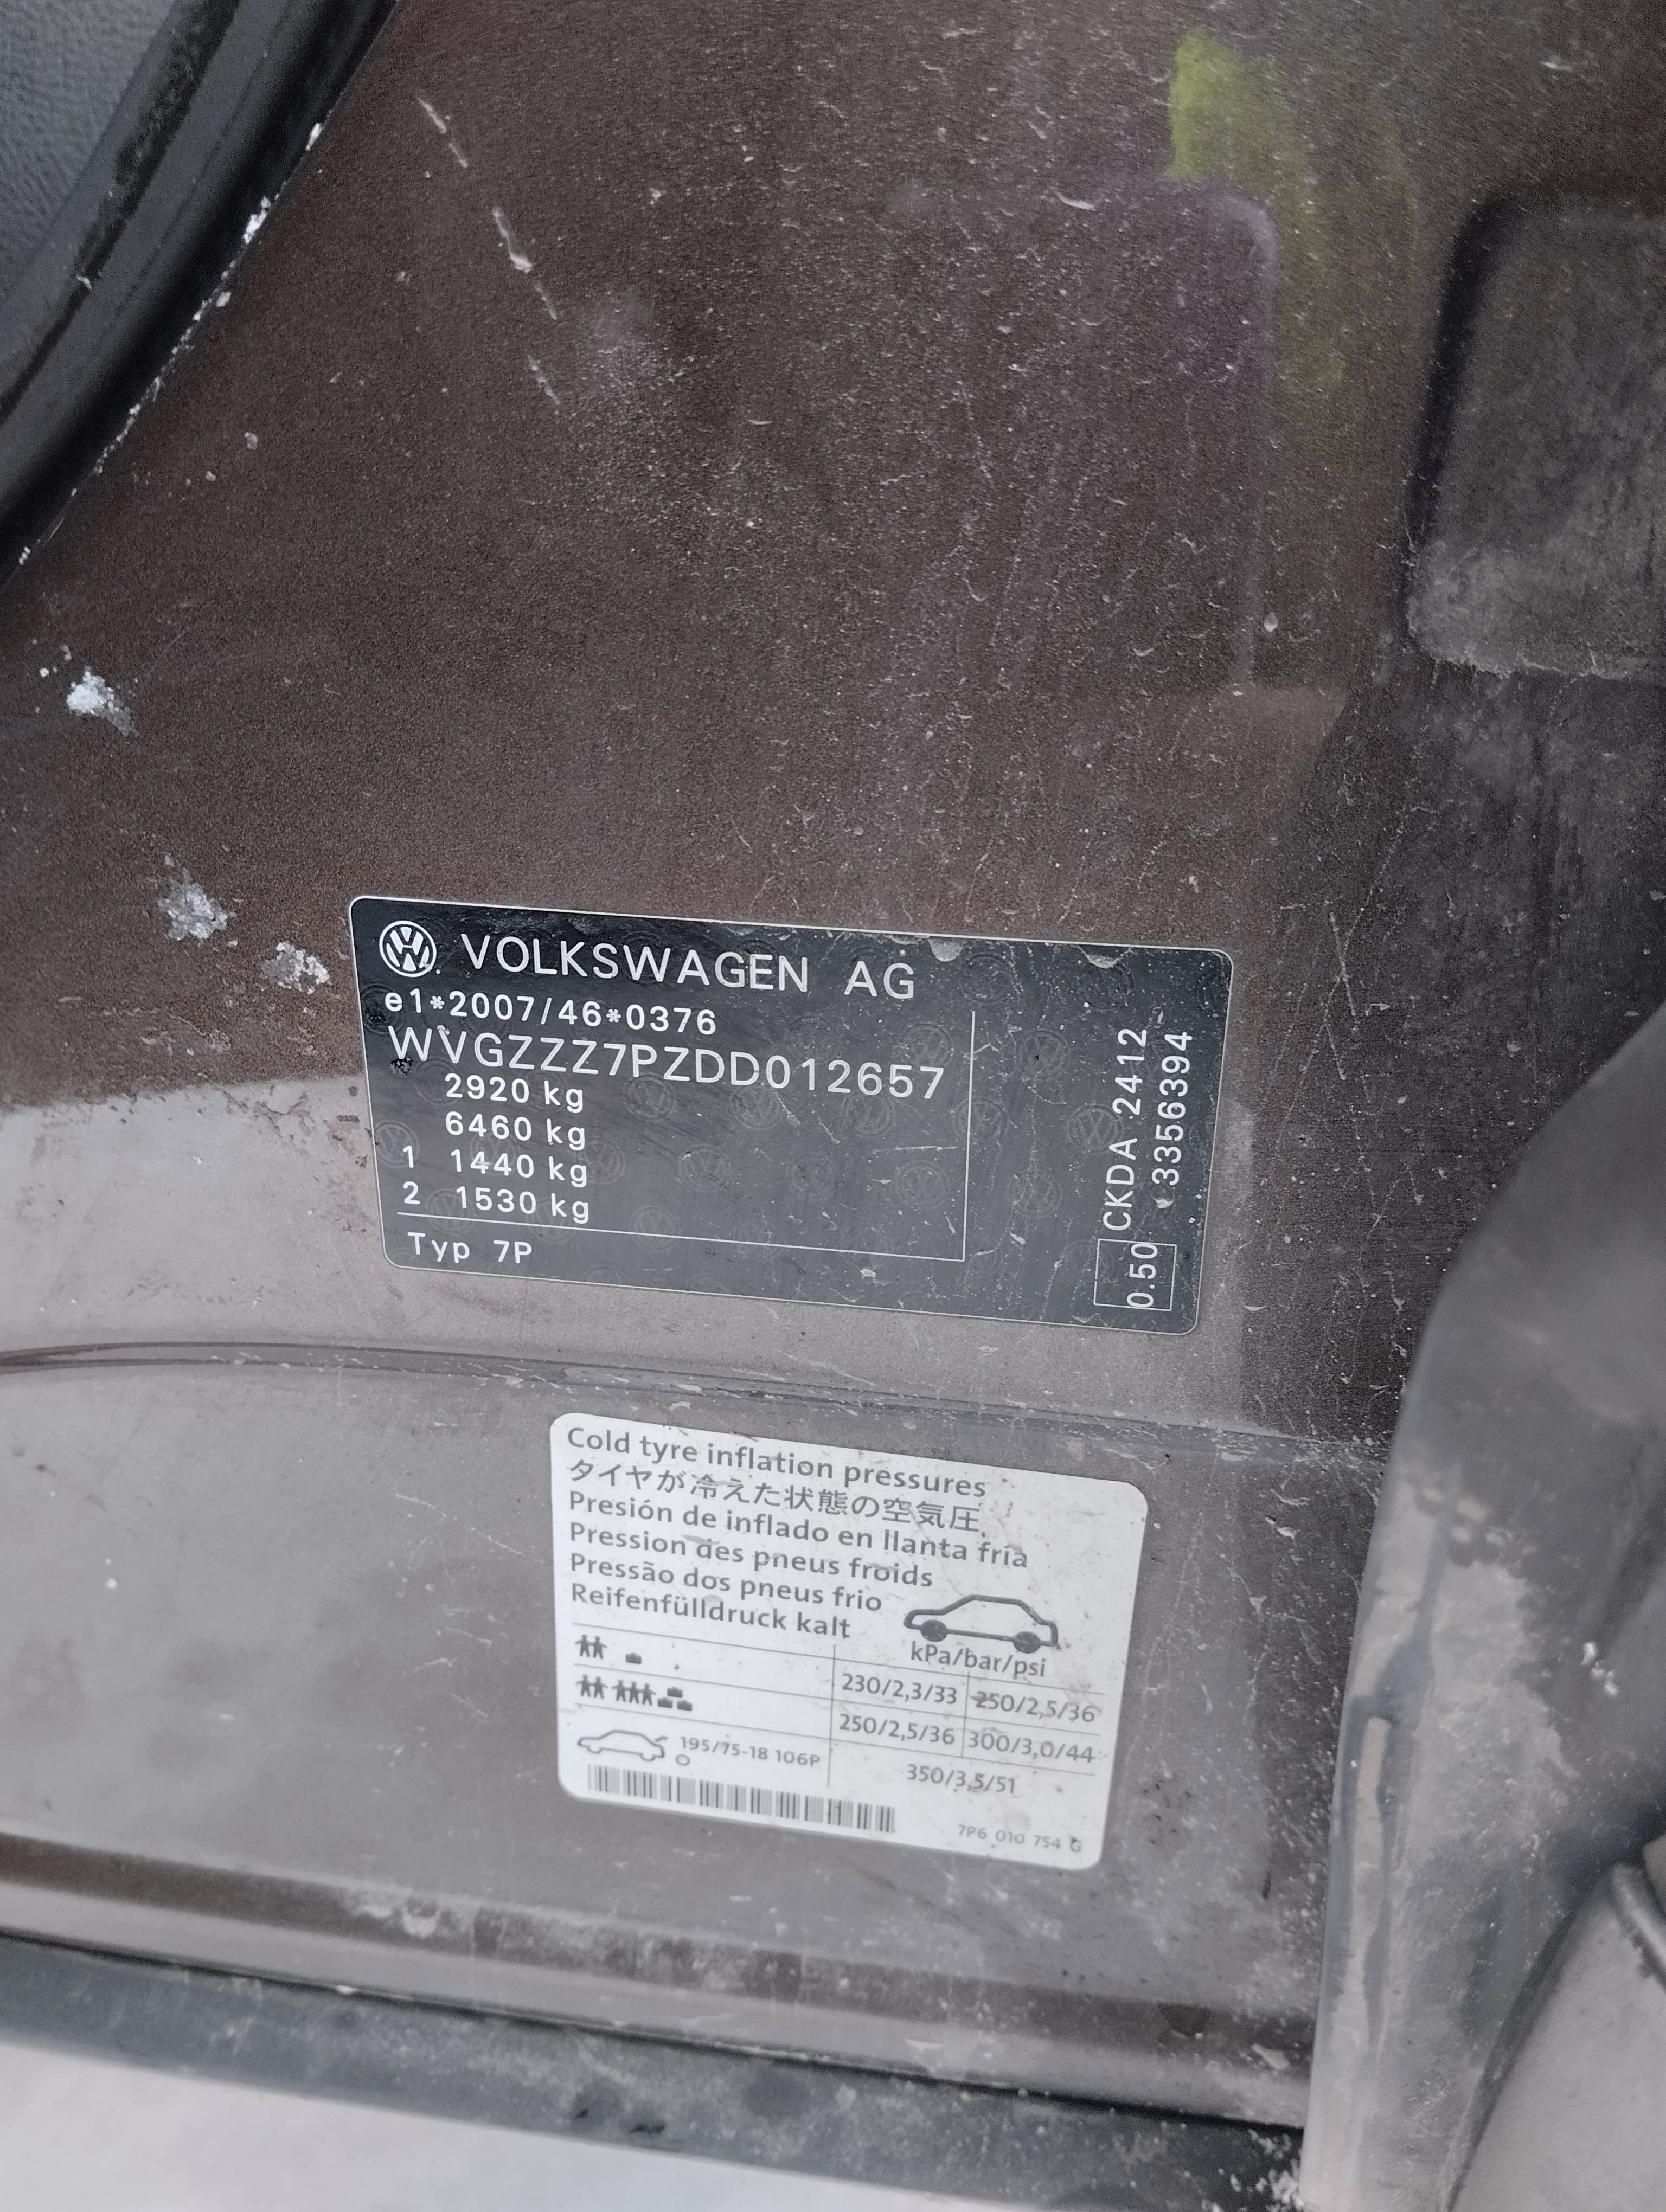 VOLKSWAGEN AG
e1*2007/46*0376
WVGZZZ7PZDD012657
2920 kg
6460 kg
1 1440 kg
2 1530 kg
Typ 7P
0.50 CKDA 2412
3356394
Cold tyre inflation pressures
タイヤが冷えた状態の空気圧
Presión de inflado en llanta fria
Pression des pneus froids
Pressão dos pneus frio
Reifenfülldruck kalt
kPa/bar/psi
230/2,3/33 250/2,5/36
250/2,5/36 300/3,0/44
195/75-18 106P 350/3,5/51
7P6 010 754 G